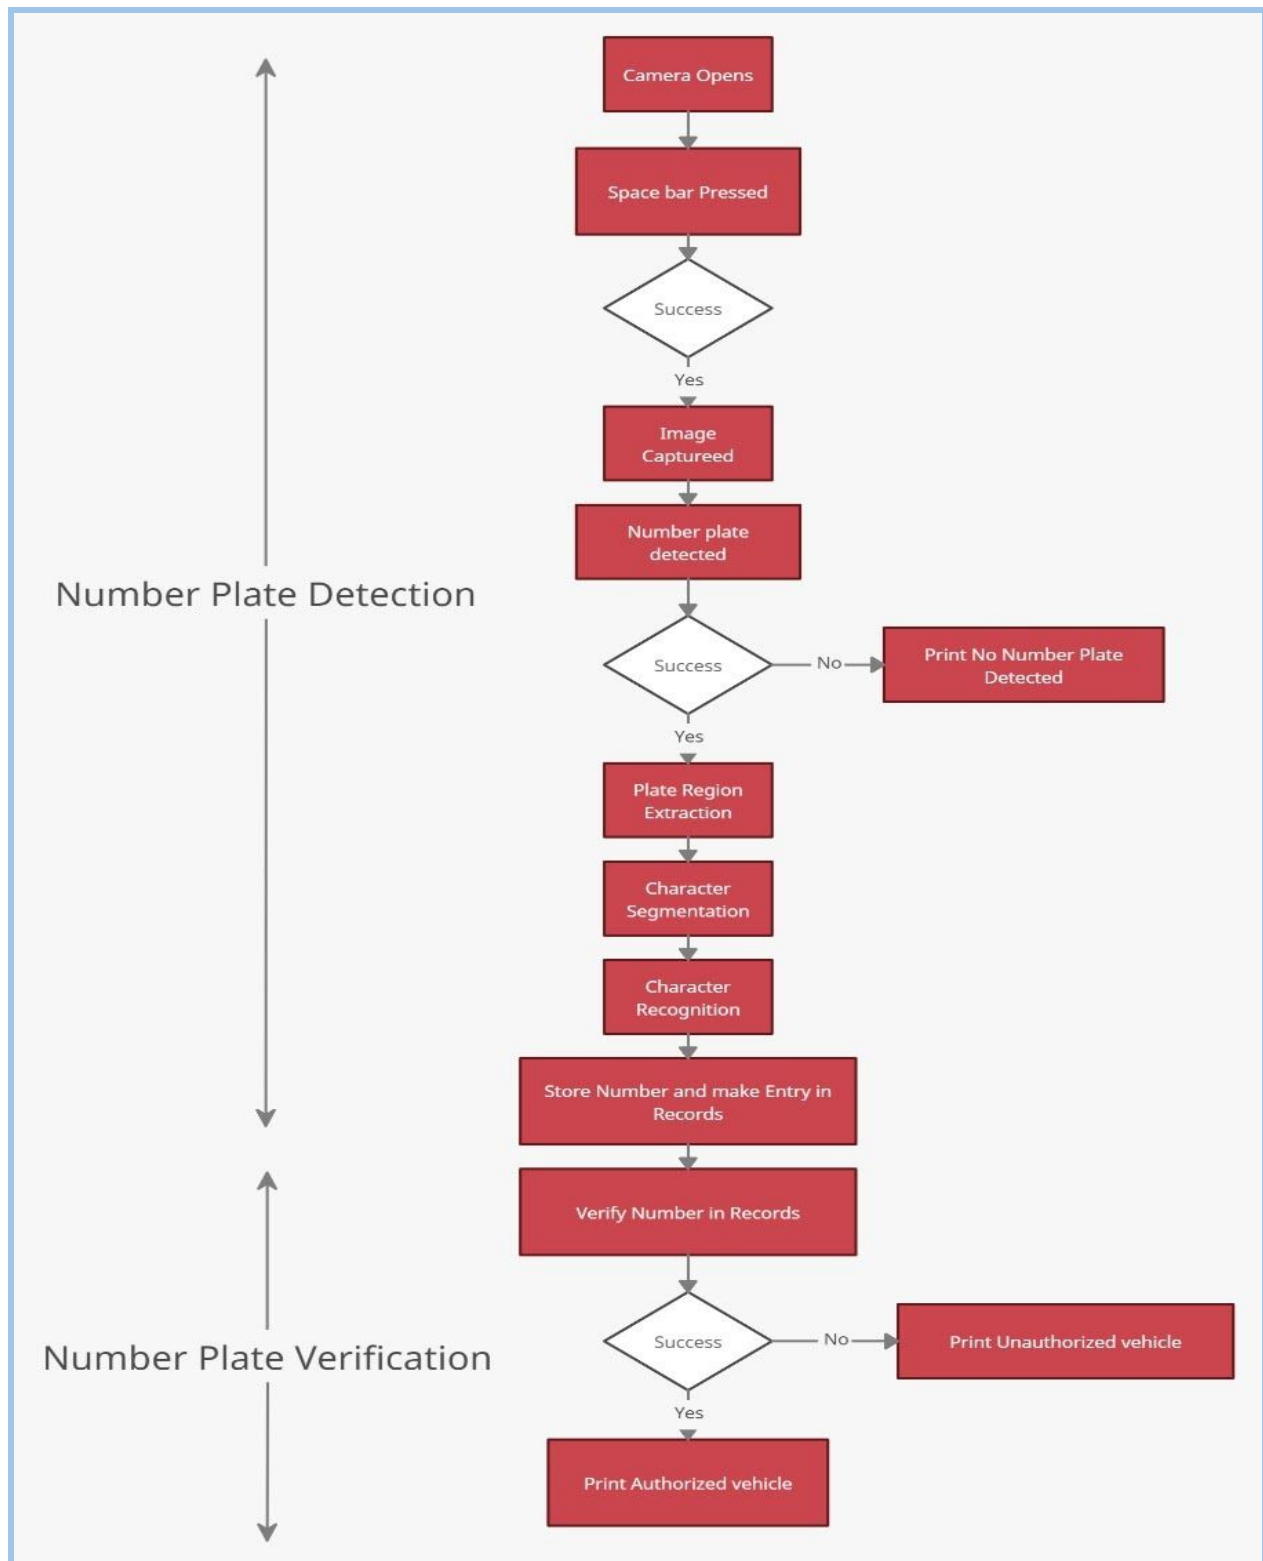 Camera Opens
Space bar Pressed
Success
Yes
Image
Captureed
Number plate
detected
Number Plate Detection
Success
No
Print No Number Plate
Detected
Yes
Plate Region
Extraction
Character
Segmentation
Character
Recognition
Store Number and make Entry in
Records
Verify Number in Records
Number Plate Verification
Success
No
Print Unauthorized vehicle
Yes
Print Authorized vehicle